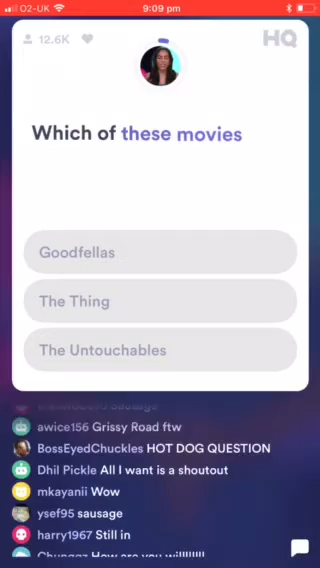 O2-UK 9:09 pm
12.6K HQ
Which of these movies
Goodfellas
The Thing
The Untouchables
sausage
awice156 Grissy Road ftw
BossEyedChuckles HOT DOG QUESTION
Dhil Pickle All I want is a shoutout
mkayanii Wow
ysef95 sausage
harry1967 Still in